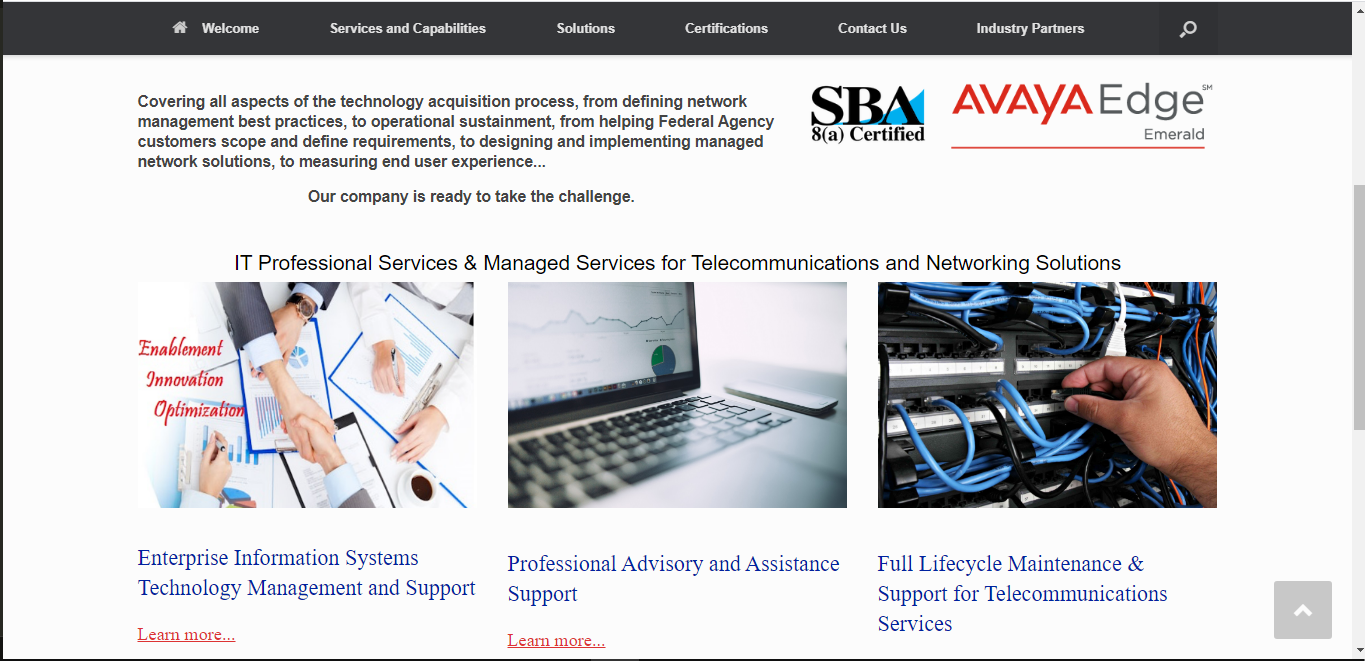 Welcome
Services and Capabilities
Solutions
Certifications
Contact Us
Industry Partners
Covering all aspects of the technology acquisition process, from defining network
management best practices, to operational sustainment, from helping Federal Agency
customers scope and define requirements, to designing and implementing managed
network solutions, to measuring end user experience...
Our company is ready to take the challenge.
SBA
8(a) Certified
AVAYA Edge SM
Emerald
IT Professional Services & Managed Services for Telecommunications and Networking Solutions
Enablement
Innovation
Optimization
Enterprise Information Systems
Technology Management and Support
Learn more...
Professional Advisory and Assistance
Support
Learn more...
Full Lifecycle Maintenance &
Support for Telecommunications
Services